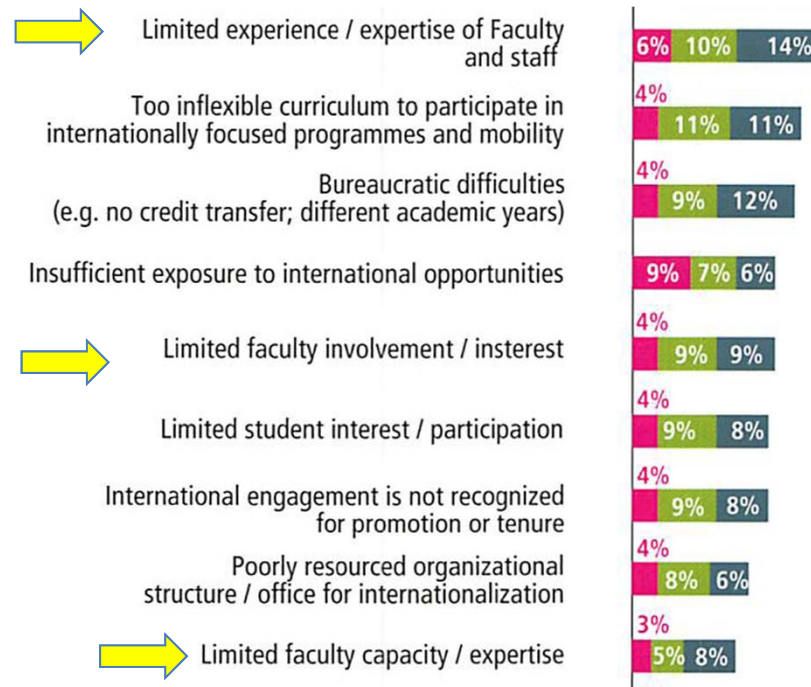 Limited experience / expertise of Faculty
and staff
6% 10% 14%
4%
Too inflexible curriculum to participate in
internationally focused programmes and mobility
11% 11%
4%
Bureaucratic difficulties
(e.g. no credit transfer; different academic years)
9% 12%
Insufficient exposure to international opportunities
9% 7% 6%
4%
Limited faculty involvement / insterest
9% 9%
4%
Limited student interest / participation
9% 8%
4%
International engagement is not recognized
for promotion or tenure
9% 8%
4%
Poorly resourced organizational
structure / office for internationalization
8% 6%
3%
Limited faculty capacity / expertise
5% 8%